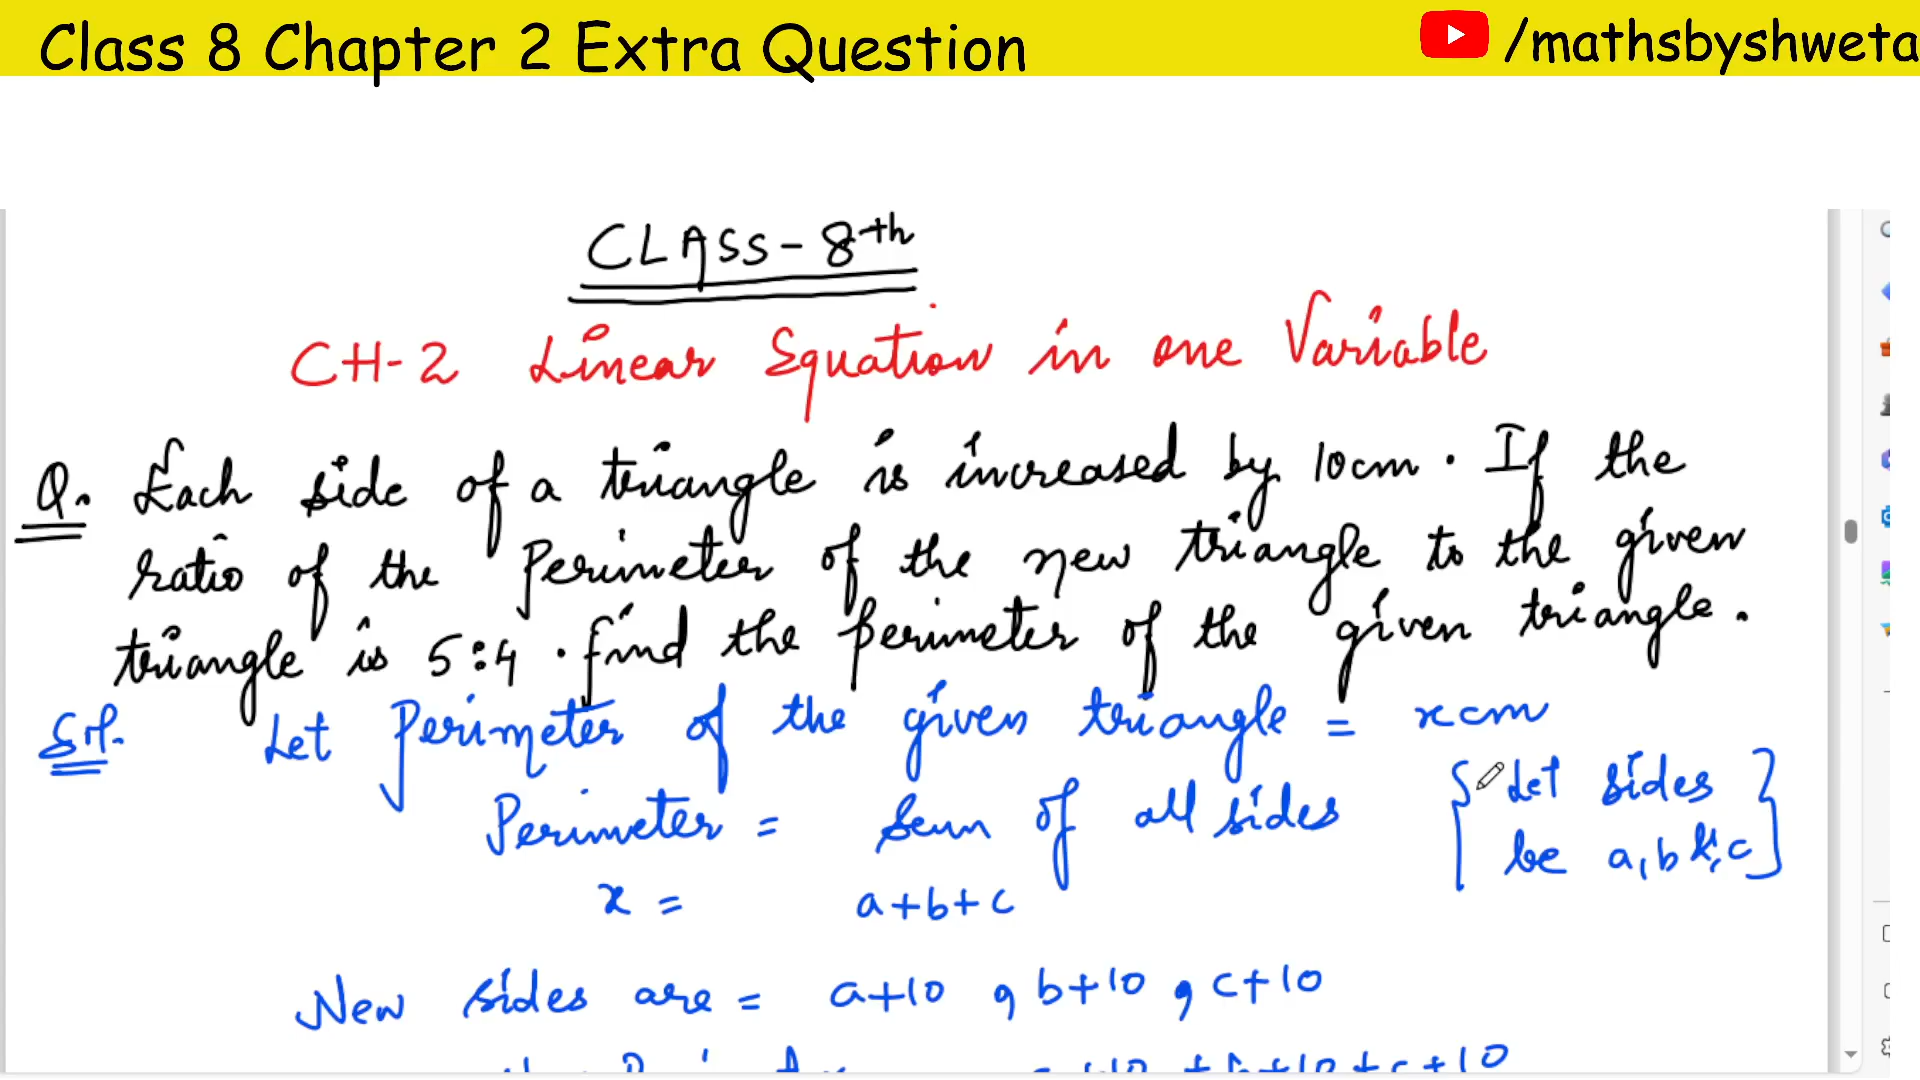 Class 8 Chapter 2 Extra Question
/mathsbyshweta
CLASS - 8th
CH-2 Linear Equation in one Variable
Q. Each side of a triangle is increased by 10cm. If the
ratio of the perimeter of the new triangle to the given
triangle is 5:4. find the perimeter of the given triangle.
Sol. Let perimeter of the given triangle = x cm
Perimeter = sum of all sides
{Let sides
be a, b &, c}
x = a+b+c
New sides are = a+10, b+10, c+10
a+10 + b+10 + c+10